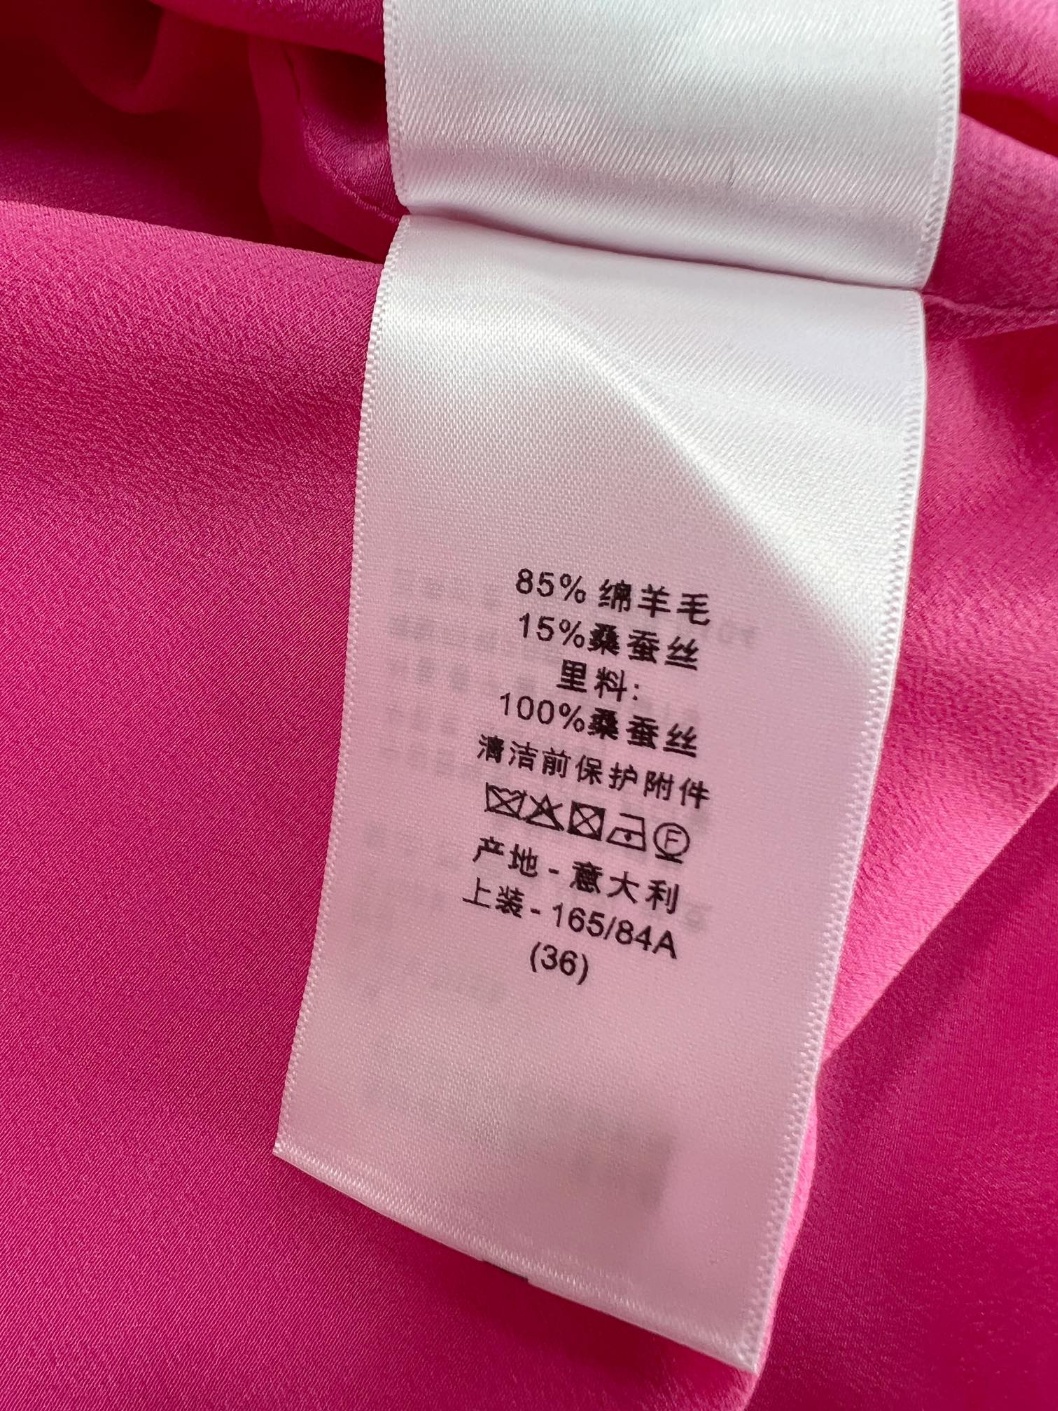 85% 绵羊毛
15%桑蚕丝
里料:
100%桑蚕丝
清洁前保护附件
F
产地-意大利
上装-165/84A
(36)